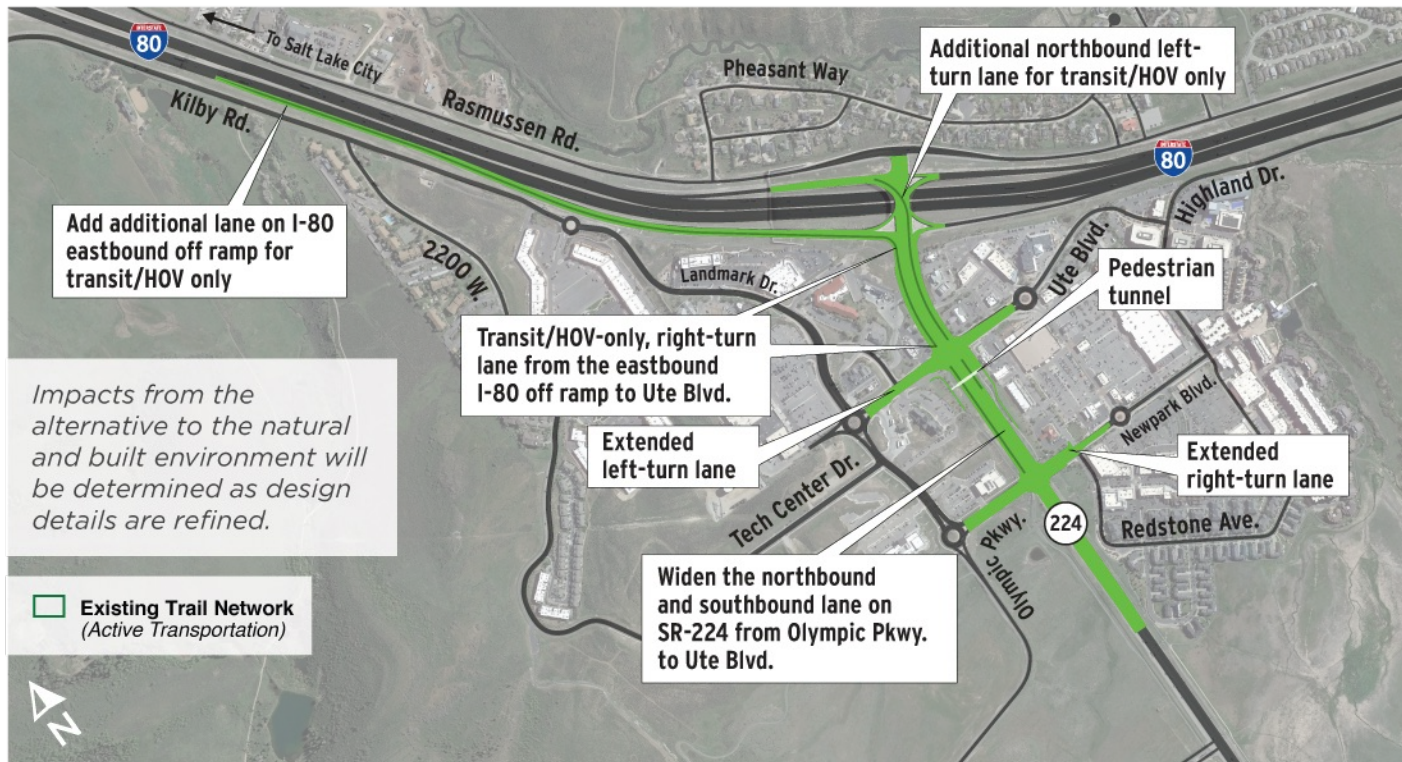 INTERSTATE
80
To Salt Lake City
Kilby Rd.
Rasmussen Rd.
Pheasant Way
Additional northbound left-
turn lane for transit/HOV only
INTERSTATE
80
Highland Dr.
Add additional lane on I-80
eastbound off ramp for
transit/HOV only
2200 W.
Landmark Dr.
Ute Blvd.
Pedestrian
tunnel
Transit/HOV-only, right-turn
lane from the eastbound
I-80 off ramp to Ute Blvd.
Impacts from the
alternative to the natural
and built environment will
be determined as design
details are refined.
Extended
left-turn lane
Newpark Blvd.
Extended
right-turn lane
Tech Center Dr.
Olympic Pkwy.
224
Redstone Ave.
Widen the northbound
and southbound lane on
SR-224 from Olympic Pkwy.
to Ute Blvd.
Existing Trail Network
(Active Transportation)
N